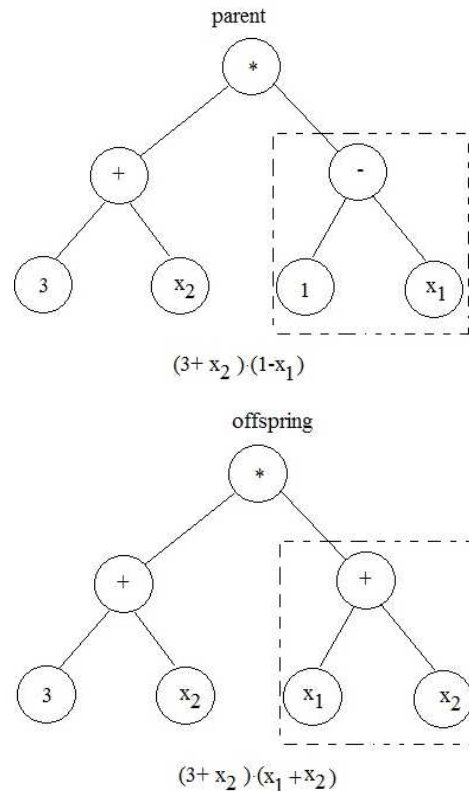 parent
*
+ -
3 x2 1 x1
(3+ x2 )·(1-x1)
offspring
*
+ +
3 x2 x1 x2
(3+ x2 )·(x1 +x2)